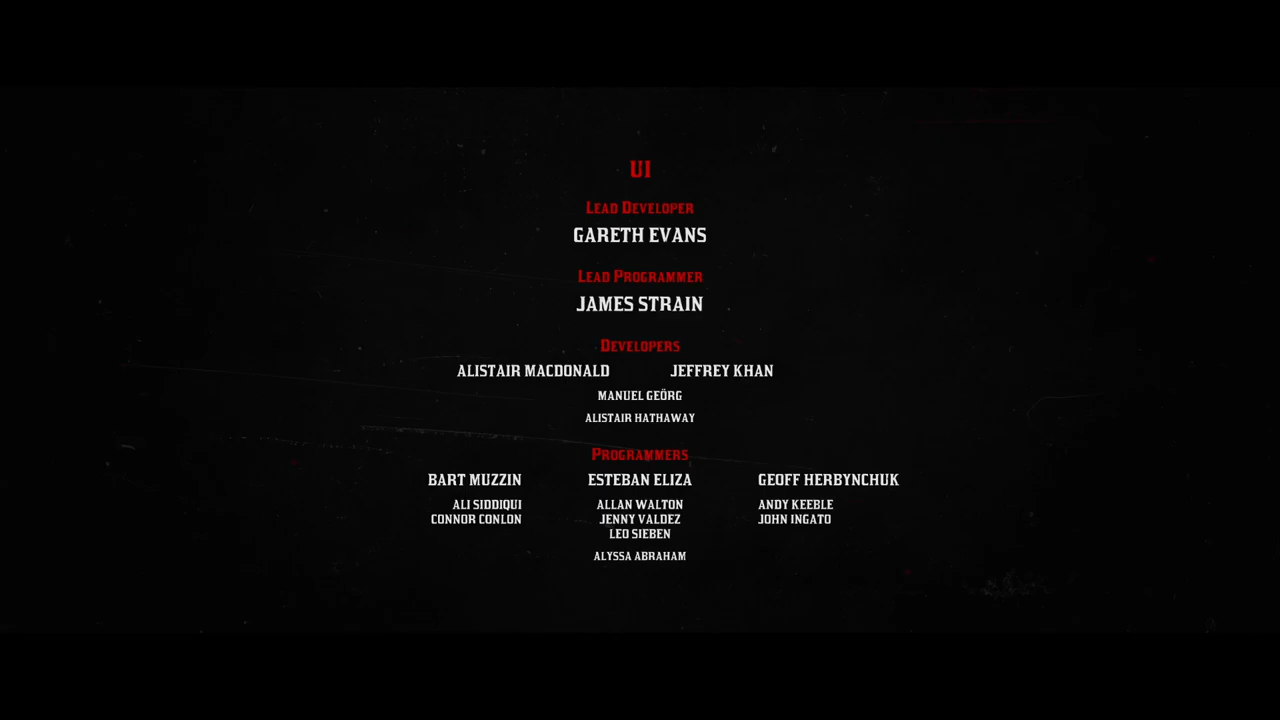 UI
LEAD DEVELOPER
GARETH EVANS
LEAD PROGRAMMER
JAMES STRAIN
DEVELOPERS
ALISTAIR MACDONALD JEFFREY KHAN
MANUEL GEÖRG
ALISTAIR HATHAWAY
PROGRAMMERS
BART MUZZIN ESTEBAN ELIZA GEOFF HERBYNCHUK
ALI SIDDIQUI ALLAN WALTON ANDY KEEBLE
CONNOR CONLON JENNY VALDEZ JOHN INGATO
LEO SIEBEN
ALYSSA ABRAHAM